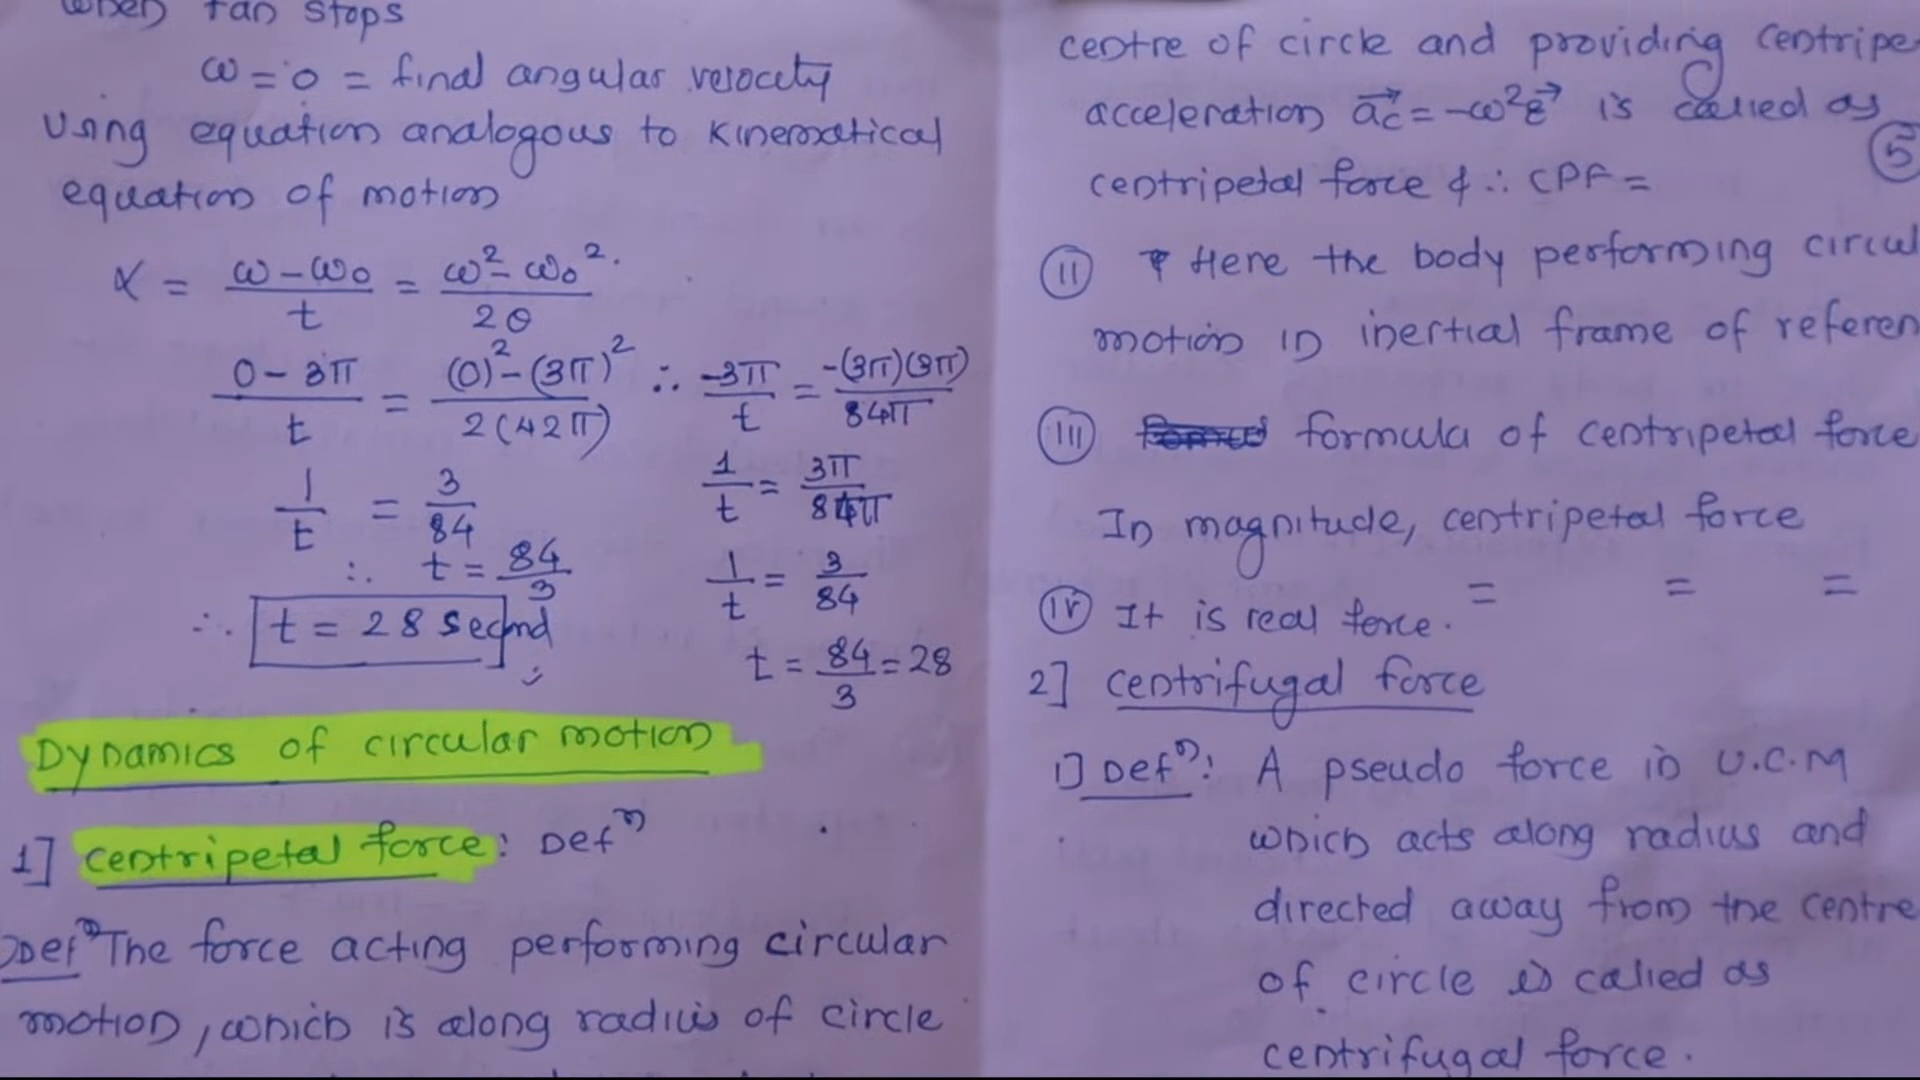 when fan stops
ω = 0 = final angular velocity
Using equation analogous to kinematical
equation of motion
α = ω - ω0 / t = ω² - ω0² / 2θ
0 - 3π / t = (0)² - (3π)² / 2(42π) ∴ -3π / t = -(3π)(3π) / 84π
1/t = 3/84
∴ t = 84/3
∴ t = 28 second
1/t = 3π/84π
1/t = 3/84
t = 84/3 = 28
Dynamics of circular motion
1] centripetal force : Defⁿ
Defⁿ The force acting performing circular
motion, which is along radius of circle
centre of circle and providing centripe
acceleration a⃗c = -ω²r⃗ is called as
5
centripetal force & ∴ CPF =
II Here the body performing circul
motion in inertial frame of referen
III formula of centripetal force
In magnitude, centripetal force
= = =
IV It is real force.
2] centrifugal force
1] Defⁿ: A pseudo force in U.C.M
which acts along radius and
directed away from the centre
of circle is called as
centrifugal force.